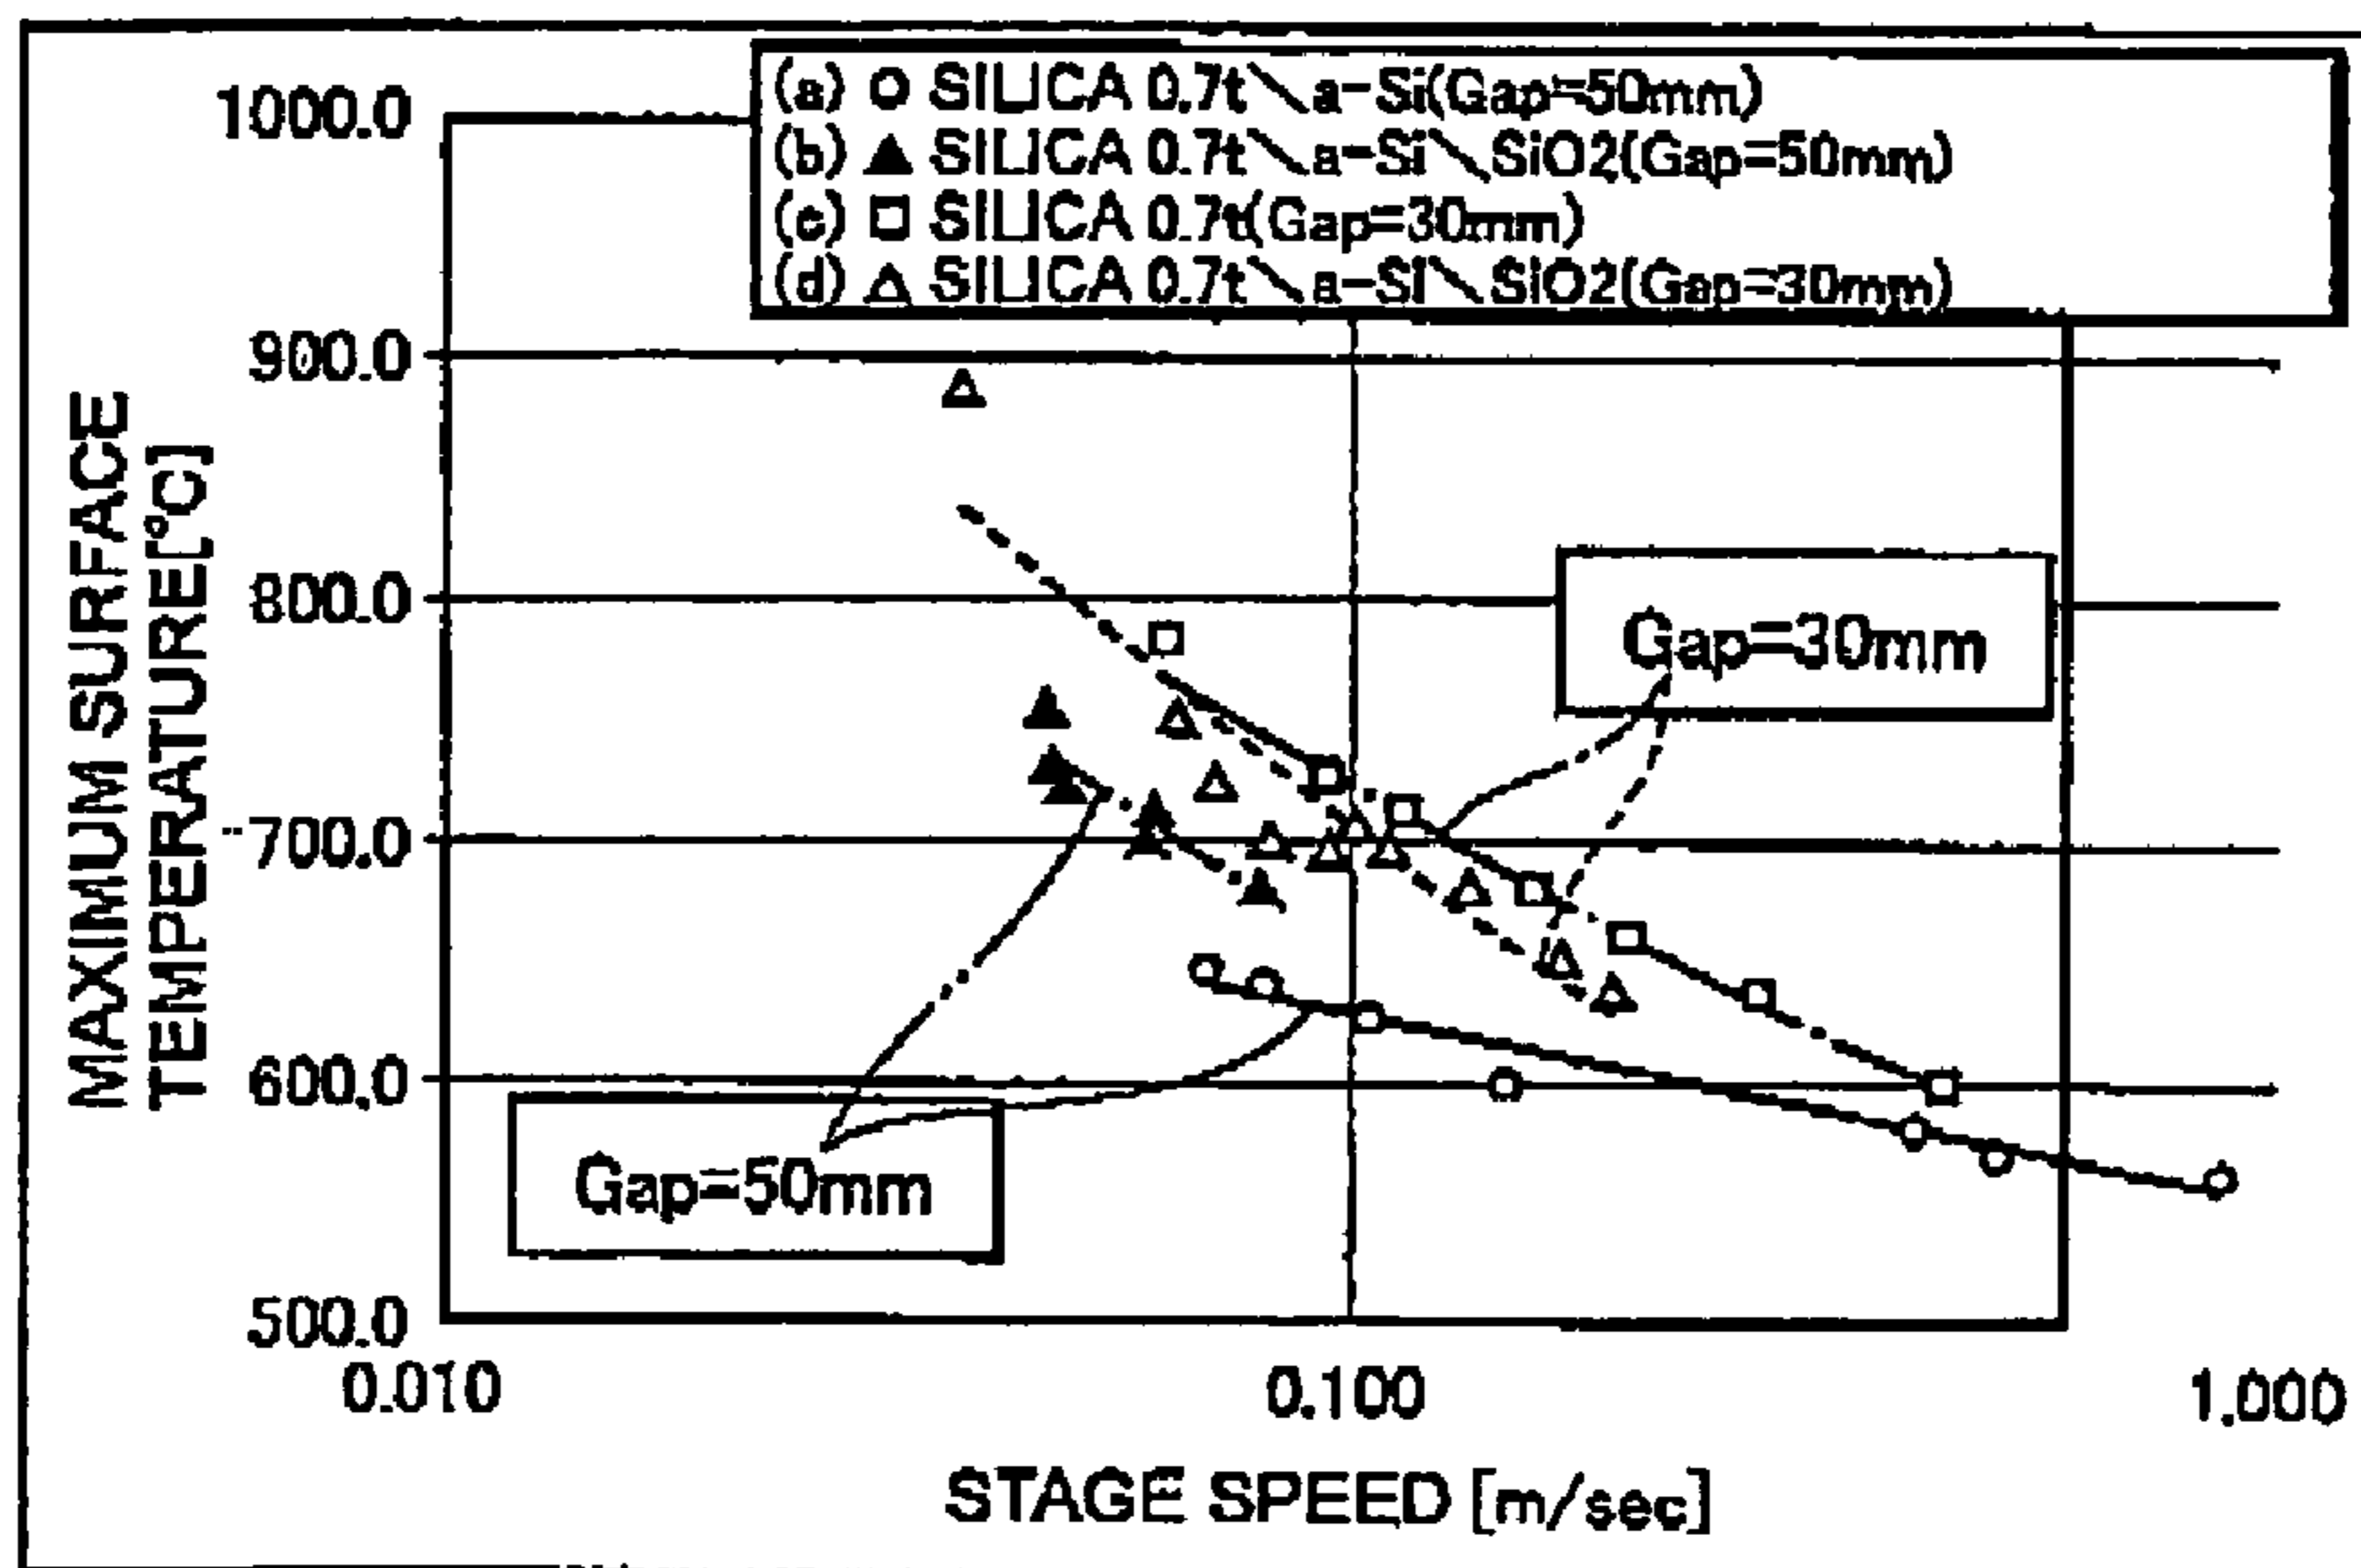 1000.0
(a) ○ SILICA 0.7t＼a-Si(Gap=50mm)
(b) ▲ SILICA 0.7t＼a-Si＼SiO2(Gap=50mm)
(c) □ SILICA 0.7t(Gap=30mm)
(d) △ SILICA 0.7t＼a-Si＼SiO2(Gap=30mm)
900.0
800.0
700.0
600.0
500.0
MAXIMUM SURFACE
TEMPERATURE[°C]
Gap=30mm
Gap=50mm
0.010 0.100 1.000
STAGE SPEED [m/sec]